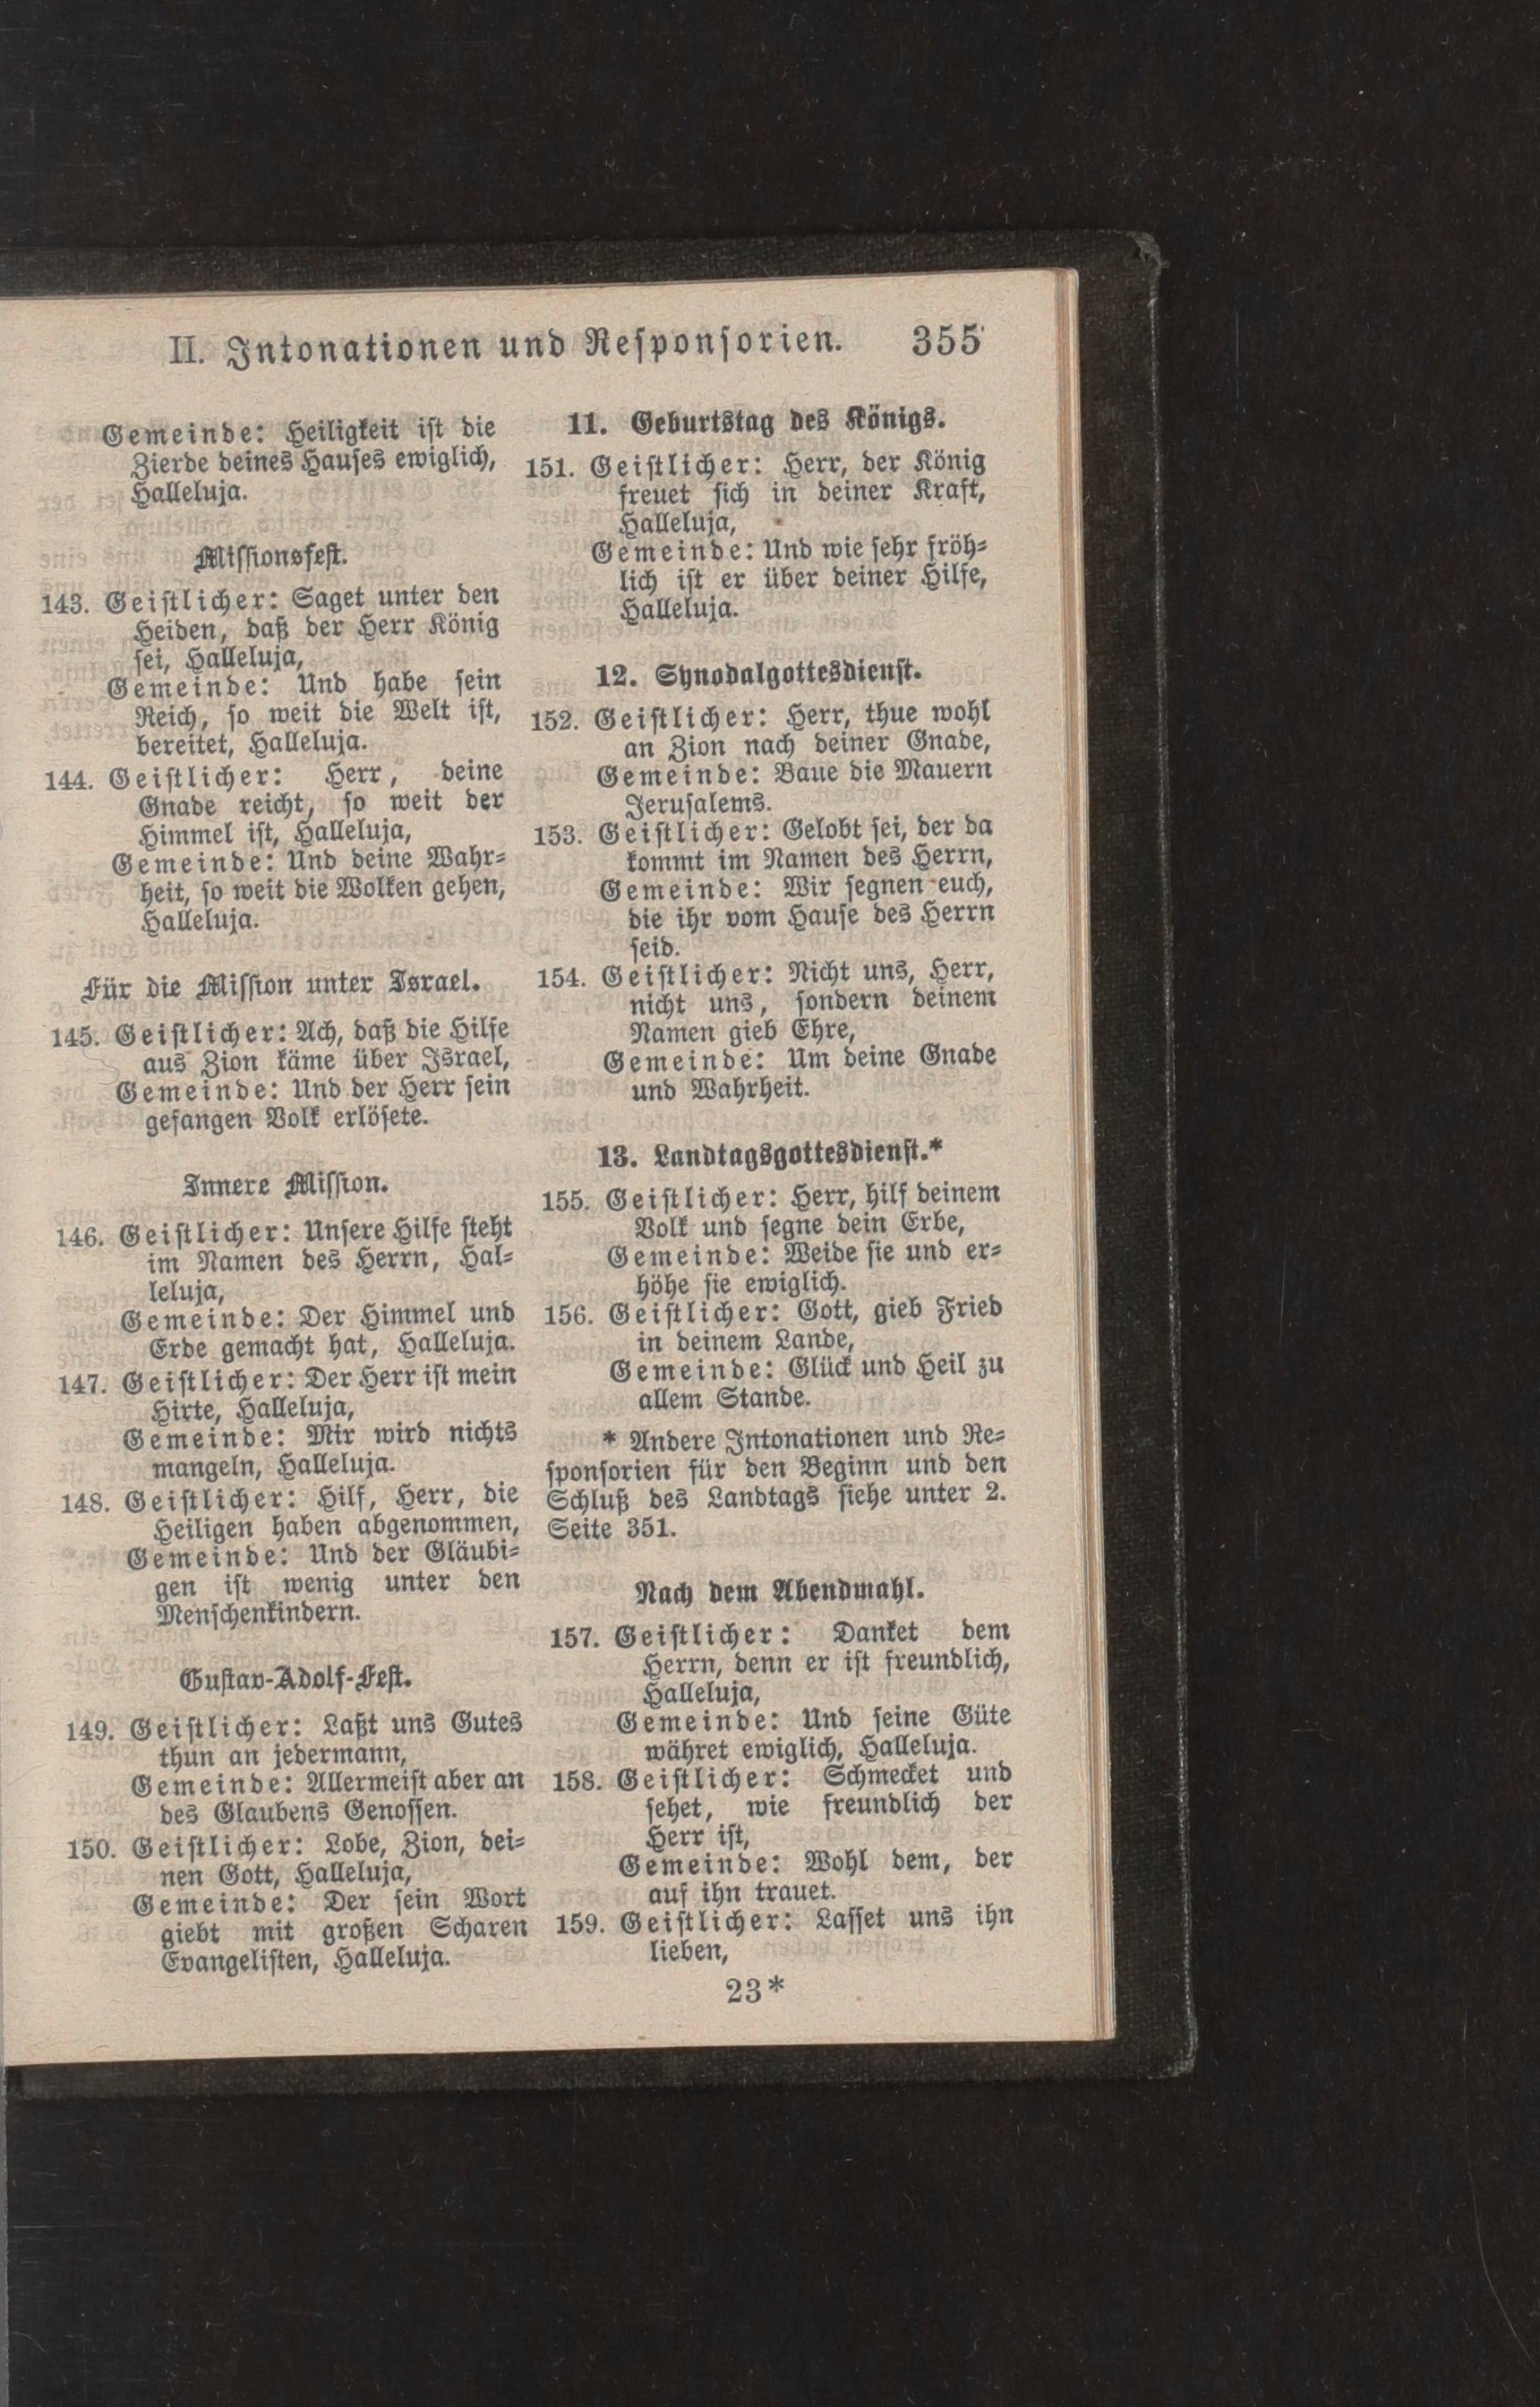 II. Intonationen und Responsorien. 355
Gemeinde: Heiligkeit ist die
Zierde deines Hauses ewiglich,
Halleluja.
Missionsfest.
143. Geistlicher: Saget unter den
Heiden, daß der Herr König
sei, Halleluja,
Gemeinde: Und habe sein
Reich, so weit die Welt ist,
bereitet, Halleluja.
144. Geistlicher: Herr, deine
Gnade reicht, so weit der
Himmel ist, Halleluja,
Gemeinde: Und deine Wahr-
heit, so weit die Wolken gehen,
Halleluja.
Für die Mission unter Israel.
145. Geistlicher: Ach, daß die Hilfe
aus Zion käme über Israel,
Gemeinde: Und der Herr sein
gefangen Volk erlösete.
Innere Mission.
146. Geistlicher: Unsere Hilfe steht
im Namen des Herrn, Hal-
leluja,
Gemeinde: Der Himmel und
Erde gemacht hat, Halleluja.
147. Geistlicher: Der Herr ist mein
Hirte, Halleluja,
Gemeinde: Mir wird nichts
mangeln, Halleluja.
148. Geistlicher: Hilf, Herr, die
Heiligen haben abgenommen,
Gemeinde: Und der Gläubi-
gen ist wenig unter den
Menschenkindern.
Gustav-Adolf-Fest.
149. Geistlicher: Laßt uns Gutes
thun an jedermann,
Gemeinde: Allermeist aber an
des Glaubens Genossen.
150. Geistlicher: Lobe, Zion, dei-
nen Gott, Halleluja,
Gemeinde: Der sein Wort
giebt mit großen Scharen
Evangelisten, Halleluja.
11. Geburtstag des Königs.
151. Geistlicher: Herr, der König
freuet sich in deiner Kraft,
Halleluja,
Gemeinde: Und wie sehr fröh-
lich ist er über deiner Hilfe,
Halleluja.
12. Synodalgottesdienst.
152. Geistlicher: Herr, thue wohl
an Zion nach deiner Gnade,
Gemeinde: Baue die Mauern
Jerusalems.
153. Geistlicher: Gelobt sei, der da
kommt im Namen des Herrn,
Gemeinde: Wir segnen euch,
die ihr vom Hause des Herrn
seid.
154. Geistlicher: Nicht uns, Herr,
nicht uns, sondern deinem
Namen gieb Ehre,
Gemeinde: Um deine Gnade
und Wahrheit.
13. Landtagsgottesdienst.*
155. Geistlicher: Herr, hilf deinem
Volk und segne dein Erbe,
Gemeinde: Weide sie und er-
höhe sie ewiglich.
156. Geistlicher: Gott, gieb Fried
in deinem Lande,
Gemeinde: Glück und Heil zu
allem Stande.
* Andere Intonationen und Re-
sponsorien für den Beginn und den
Schluß des Landtags siehe unter 2.
Seite 351.
Nach dem Abendmahl.
157. Geistlicher: Danket dem
Herrn, denn er ist freundlich,
Halleluja,
Gemeinde: Und seine Güte
währet ewiglich, Halleluja.
158. Geistlicher: Schmecket und
sehet, wie freundlich der
Herr ist,
Gemeinde: Wohl dem, der
auf ihn trauet.
159. Geistlicher: Lasset uns ihn
lieben,
23*